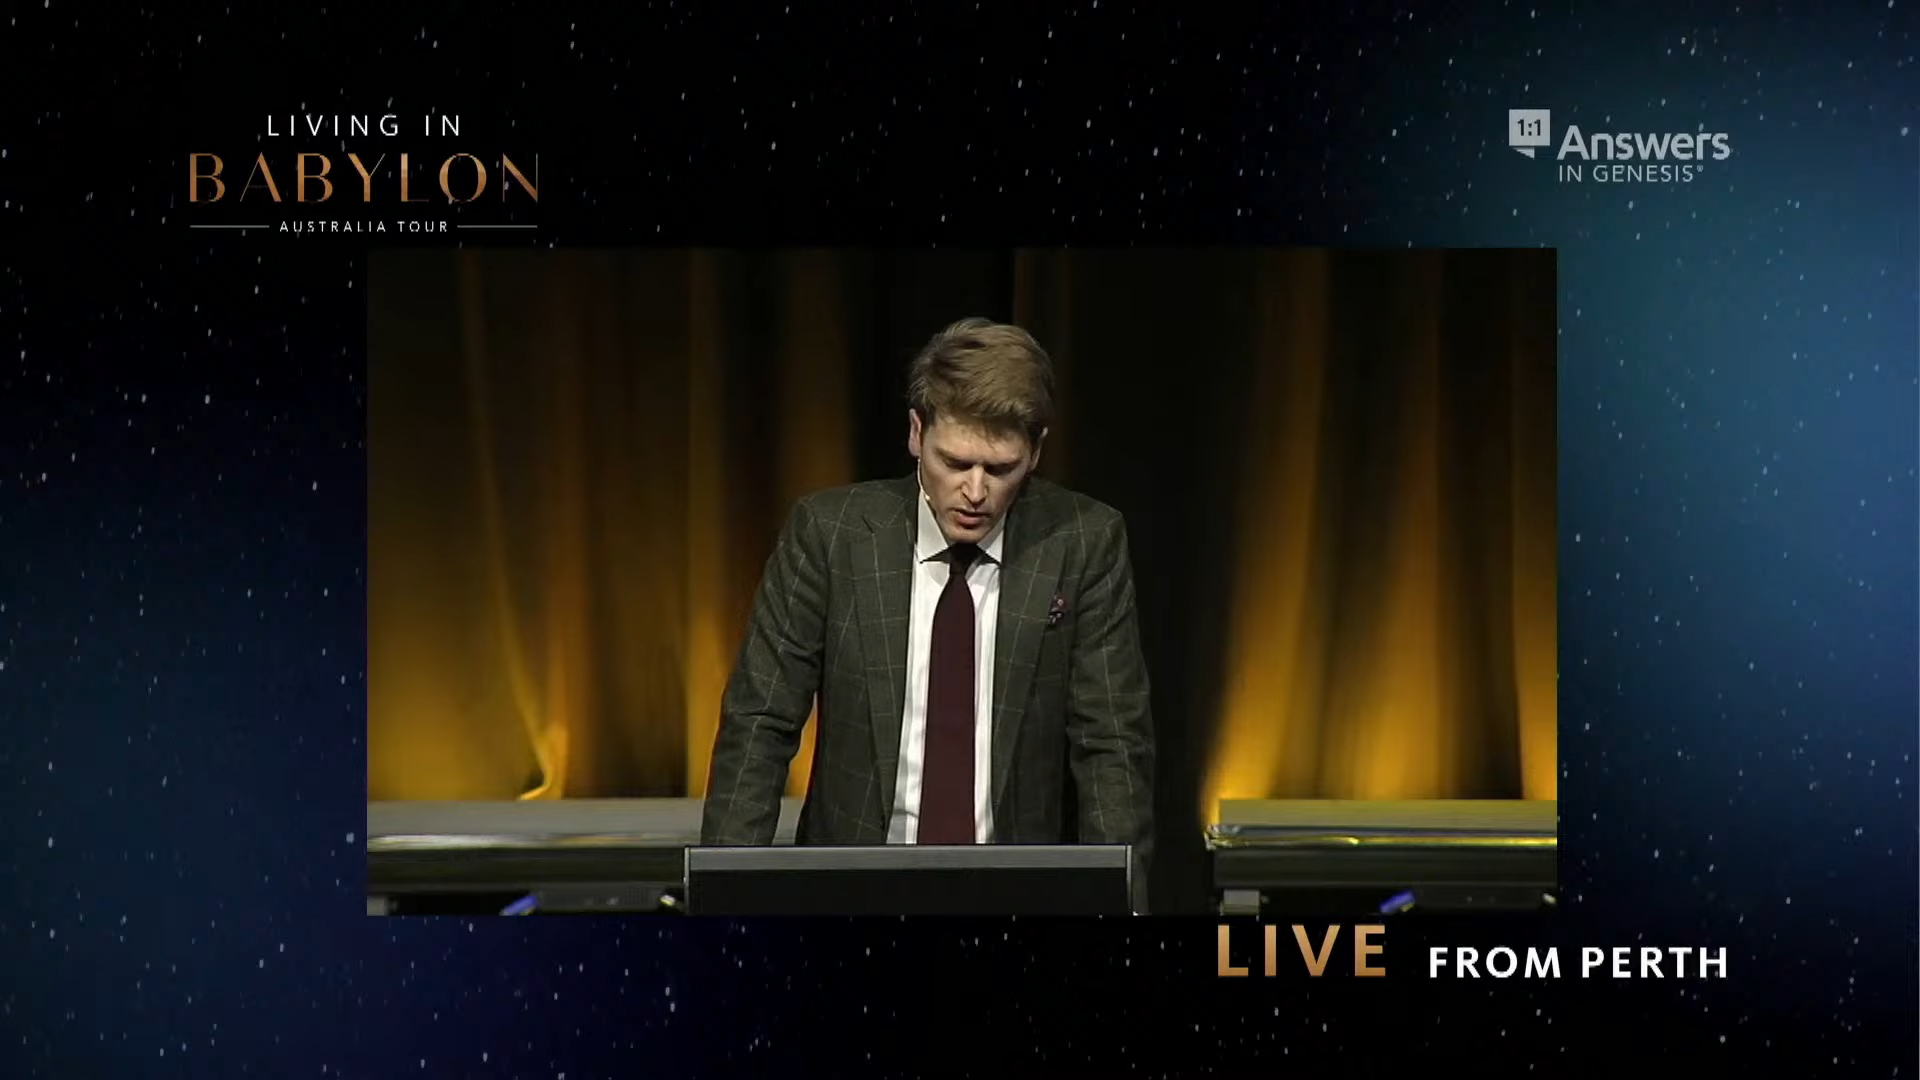 LIVING IN
BABYLON
AUSTRALIA TOUR
1:1
Answers
IN GENESIS®
LIVE FROM PERTH